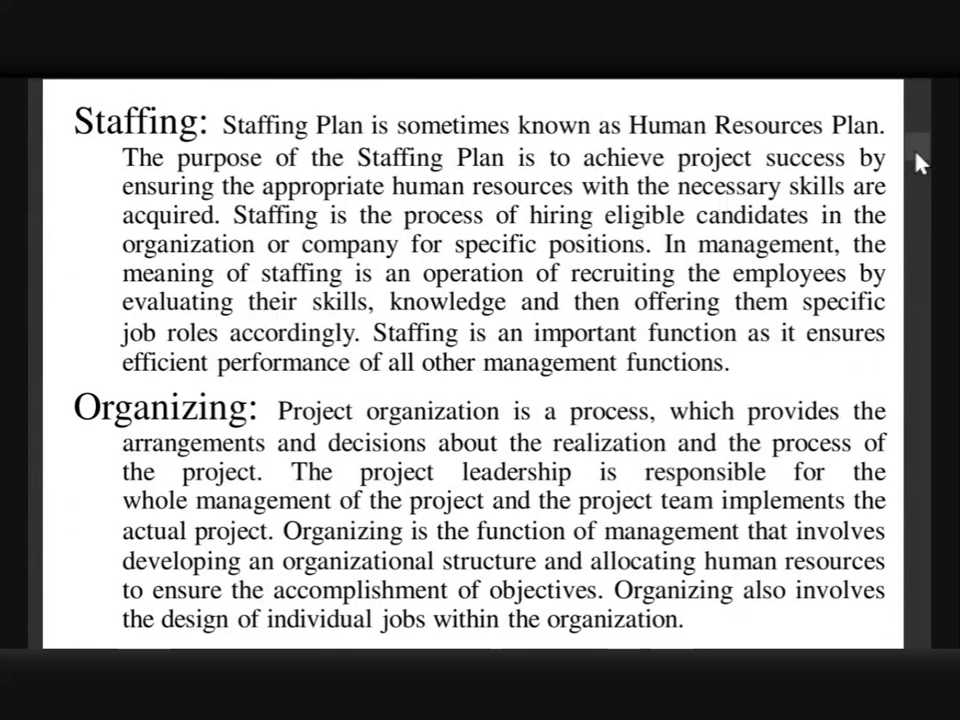 Staffing: Staffing Plan is sometimes known as Human Resources Plan.
The purpose of the Staffing Plan is to achieve project success by
ensuring the appropriate human resources with the necessary skills are
acquired. Staffing is the process of hiring eligible candidates in the
organization or company for specific positions. In management, the
meaning of staffing is an operation of recruiting the employees by
evaluating their skills, knowledge and then offering them specific
job roles accordingly. Staffing is an important function as it ensures
efficient performance of all other management functions.
Organizing: Project organization is a process, which provides the
arrangements and decisions about the realization and the process of
the project. The project leadership is responsible for the
whole management of the project and the project team implements the
actual project. Organizing is the function of management that involves
developing an organizational structure and allocating human resources
to ensure the accomplishment of objectives. Organizing also involves
the design of individual jobs within the organization.